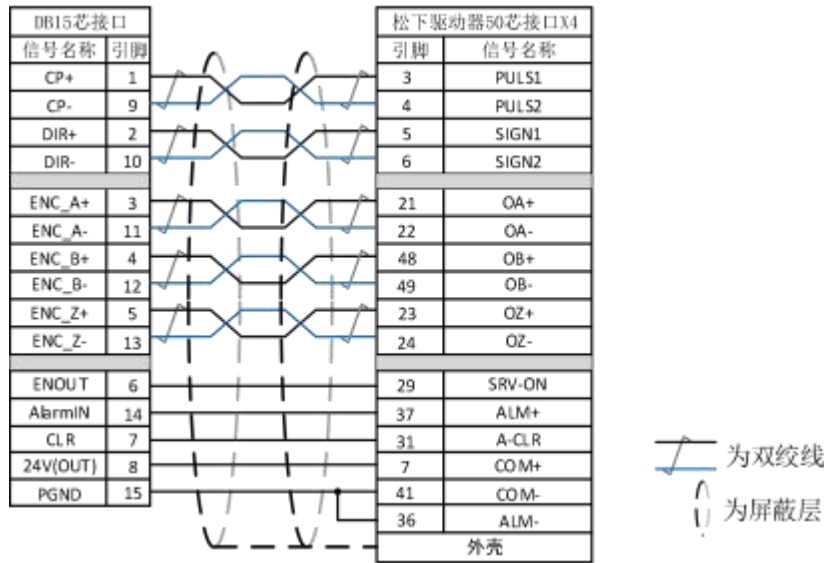 DB15芯接口 松下驱动器50芯接口X4
信号名称 引脚 引脚 信号名称
CP+ 1 3 PULS1
CP- 9 4 PULS2
DIR+ 2 5 SIGN1
DIR- 10 6 SIGN2
ENC_A+ 3 21 OA+
ENC_A- 11 22 OA-
ENC_B+ 4 48 OB+
ENC_B- 12 49 OB-
ENC_Z+ 5 23 OZ+
ENC_Z- 13 24 OZ-
ENOUT 6 29 SRV-ON
AlarmIN 14 37 ALM+
CLR 7 31 A-CLR
24V(OUT) 8 7 COM+
PGND 15 41 COM-
36 ALM-
外壳
为双绞线
为屏蔽层